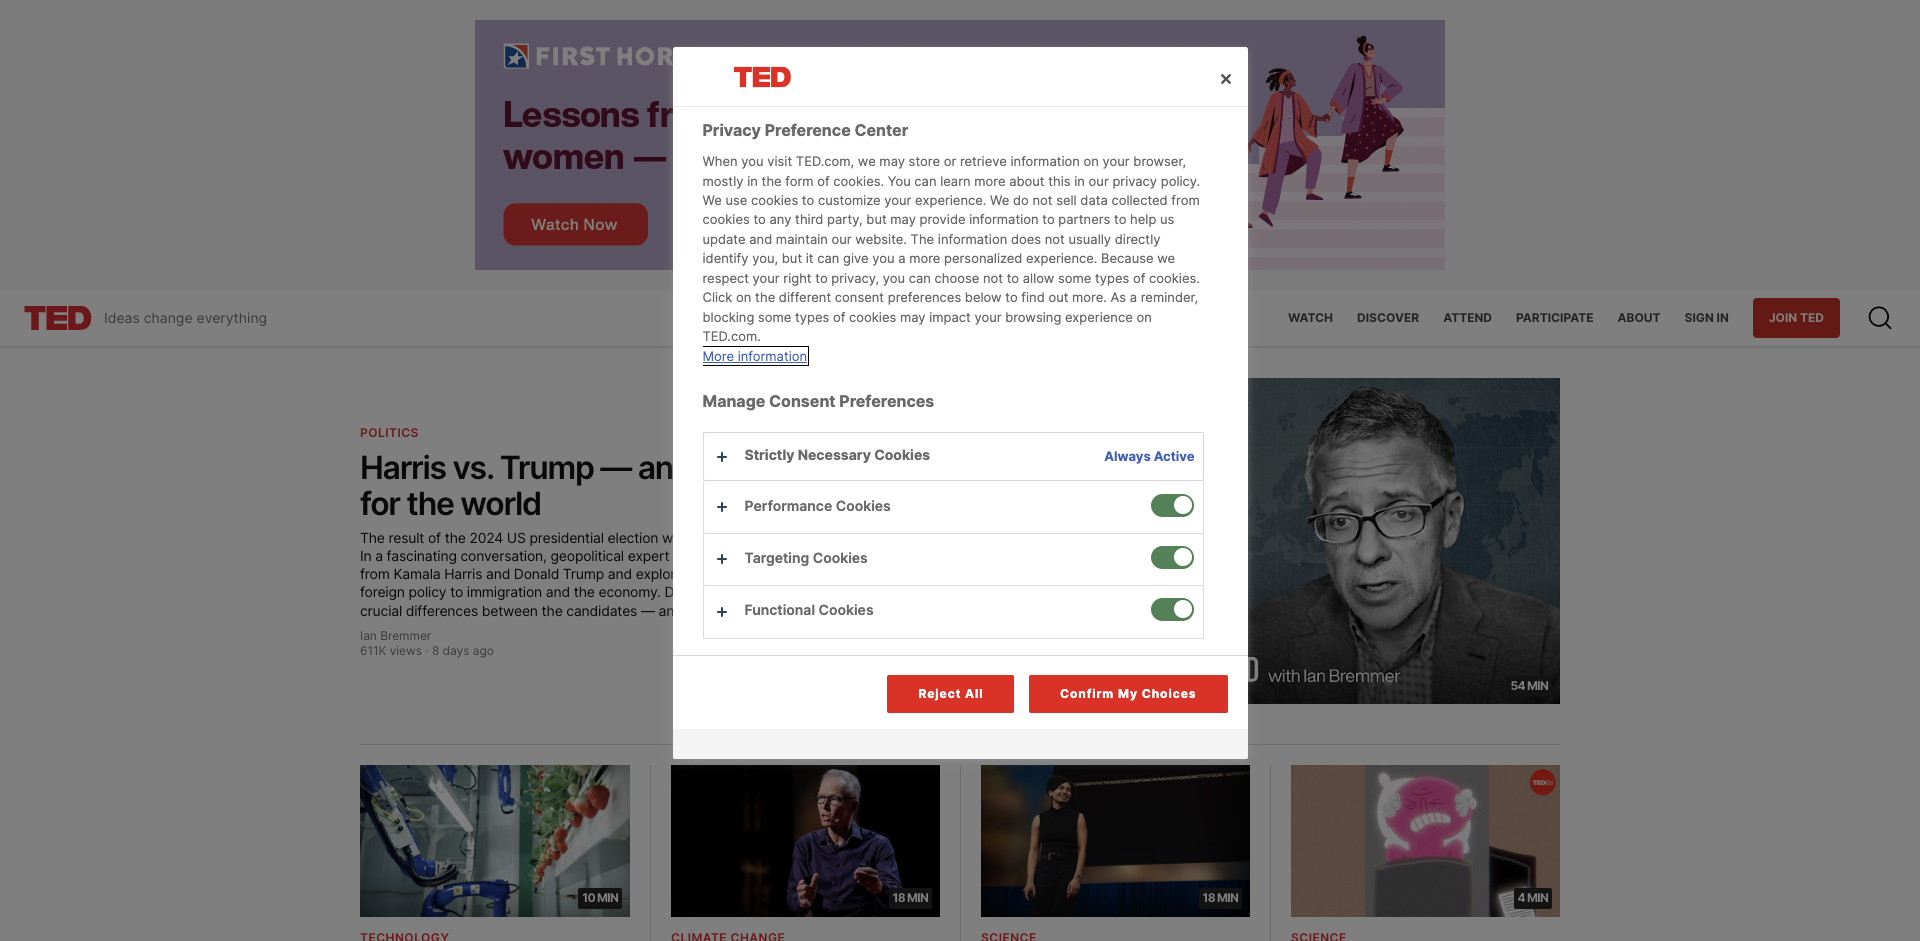 FIRST HOR
Lessons fr
women —
Watch Now
TED
Ideas change everything
WATCH
DISCOVER
ATTEND
PARTICIPATE
ABOUT
SIGN IN
JOIN TED
TED
Privacy Preference Center
When you visit TED.com, we may store or retrieve information on your browser,
mostly in the form of cookies. You can learn more about this in our privacy policy.
We use cookies to customize your experience. We do not sell data collected from
cookies to any third party, but may provide information to partners to help us
update and maintain our website. The information does not usually directly
identify you, but it can give you a more personalized experience. Because we
respect your right to privacy, you can choose not to allow some types of cookies.
Click on the different consent preferences below to find out more. As a reminder,
blocking some types of cookies may impact your browsing experience on
TED.com.
More information
Manage Consent Preferences
Strictly Necessary Cookies
Always Active
Performance Cookies
Targeting Cookies
Functional Cookies
Reject All
Confirm My Choices
POLITICS
Harris vs. Trump — an
for the world
The result of the 2024 US presidential election w
In a fascinating conversation, geopolitical expert
from Kamala Harris and Donald Trump and explor
foreign policy to immigration and the economy. D
crucial differences between the candidates — an
Ian Bremmer
611K views · 8 days ago
D with Ian Bremmer
54 MIN
10 MIN
18 MIN
18 MIN
TED Ed
4 MIN
TECHNOLOGY
CLIMATE CHANGE
SCIENCE
SCIENCE